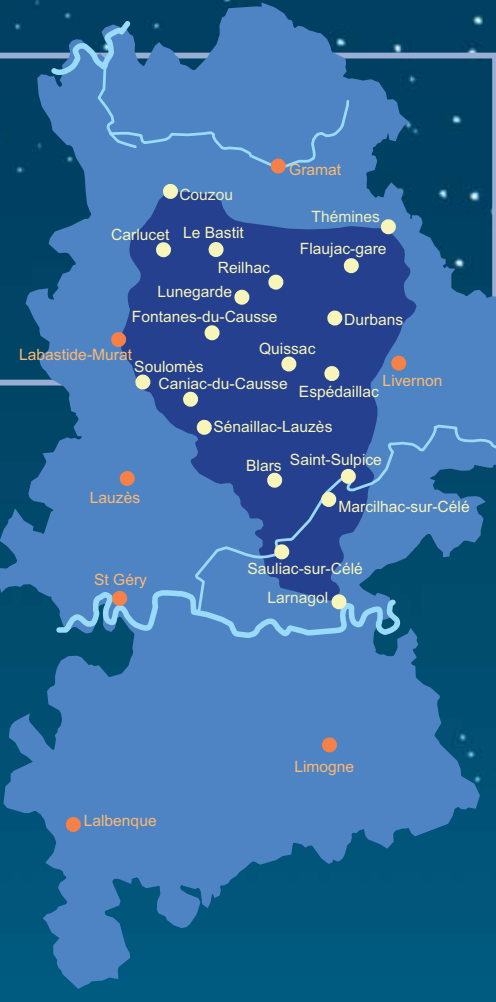 Gramat
Couzou
Thémines
Carlucet
Le Bastit
Flaujac-gare
Reilhac
Lunegarde
Fontanes-du-Causse
Durbans
Quissac
Labastide-Murat
Soulomès
Caniac-du-Causse
Livernon
Espédaillac
Sénaillac-Lauzès
Blars
Saint-Sulpice
Lauzès
Marcilhac-sur-Célé
Sauliac-sur-Célé
St Géry
Larnagol
Limogne
Lalbenque